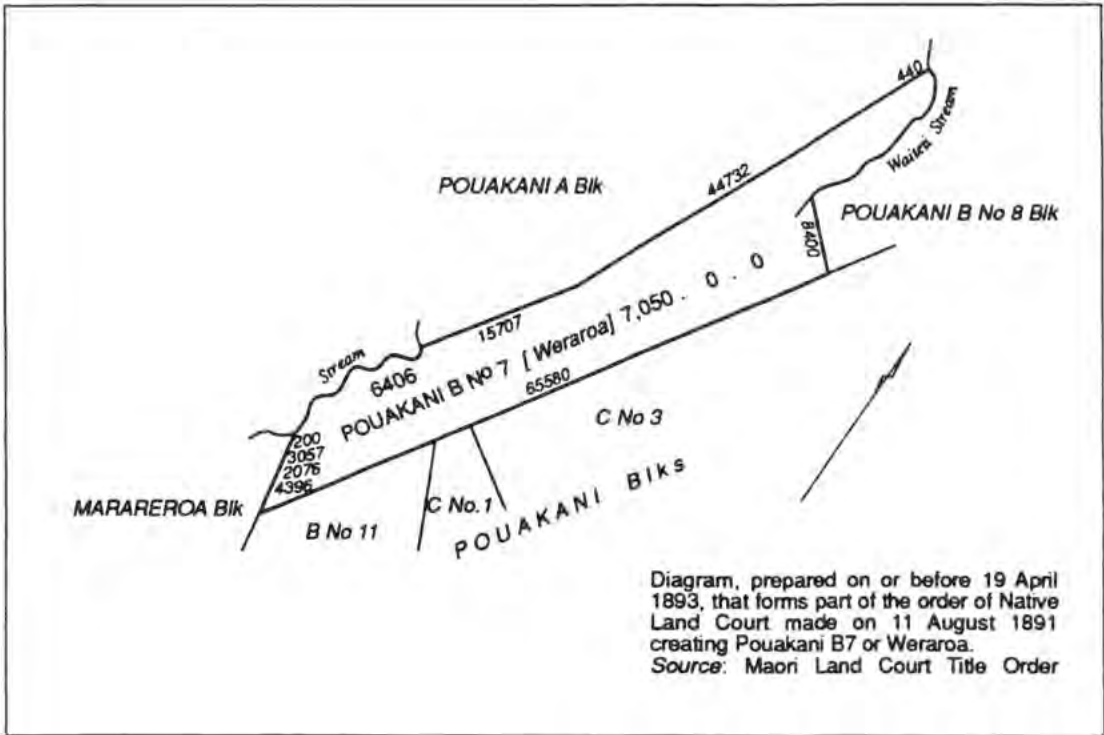 440
Waiwa Stream
POUAKANI A Blk
44732
POUAKANI B No 8 Blk
8400
15707
Stream
6406
POUAKANI B No 7 [Weraroa] 7,050 . 0 . 0
65580
C No 3
200
3057
2076
4396
MARAREROA Blk
B No 11
C No. 1
POUAKANI Blks
Diagram, prepared on or before 19 April
1893, that forms part of the order of Native
Land Court made on 11 August 1891
creating Pouakani B7 or Weraroa.
Source: Maori Land Court Title Order